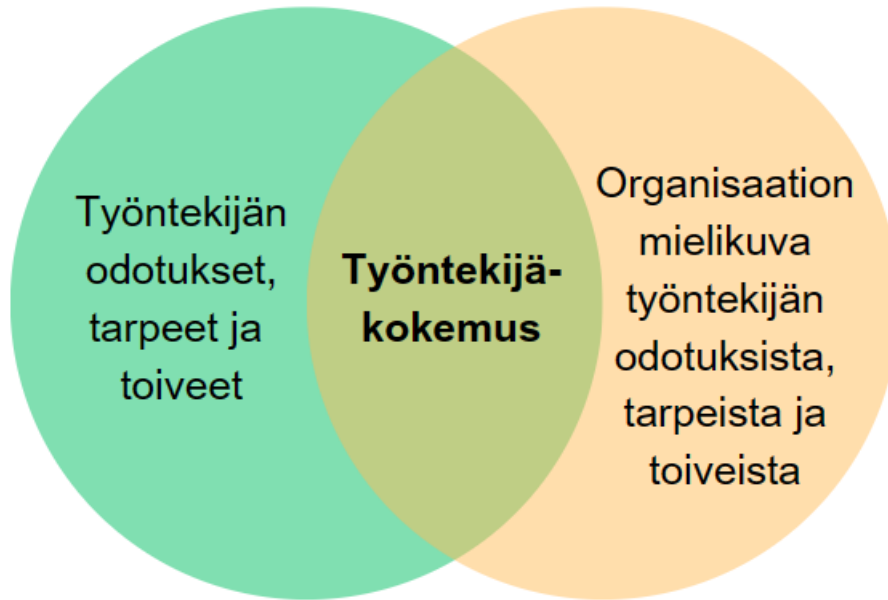 Työntekijän
odotukset,
tarpeet ja
toiveet
Työntekijä-
kokemus
Organisaation
mielikuva
työntekijän
odotuksista,
tarpeista ja
toiveista